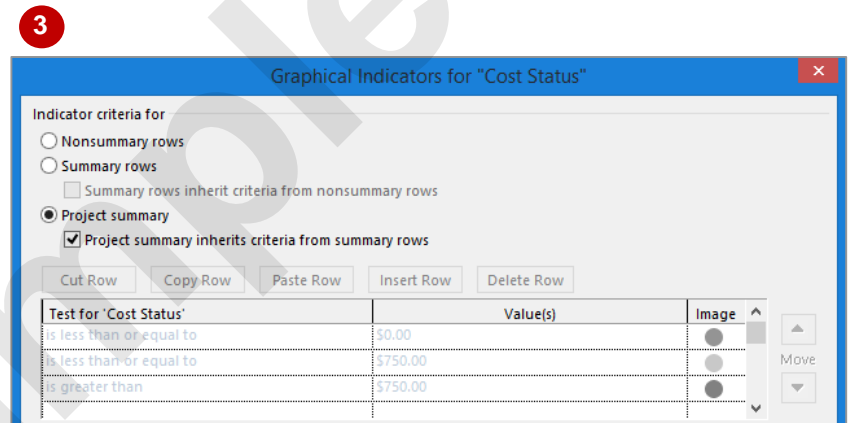 3
Graphical Indicators for "Cost Status"
Indicator criteria for
Nonsummary rows
Summary rows
Summary rows inherit criteria from nonsummary rows
Project summary
Project summary inherits criteria from summary rows
Cut Row Copy Row Paste Row Insert Row Delete Row
Test for 'Cost Status' Value(s) Image
is less than or equal to $0.00
is less than or equal to $750.00
Move
is greater than $750.00